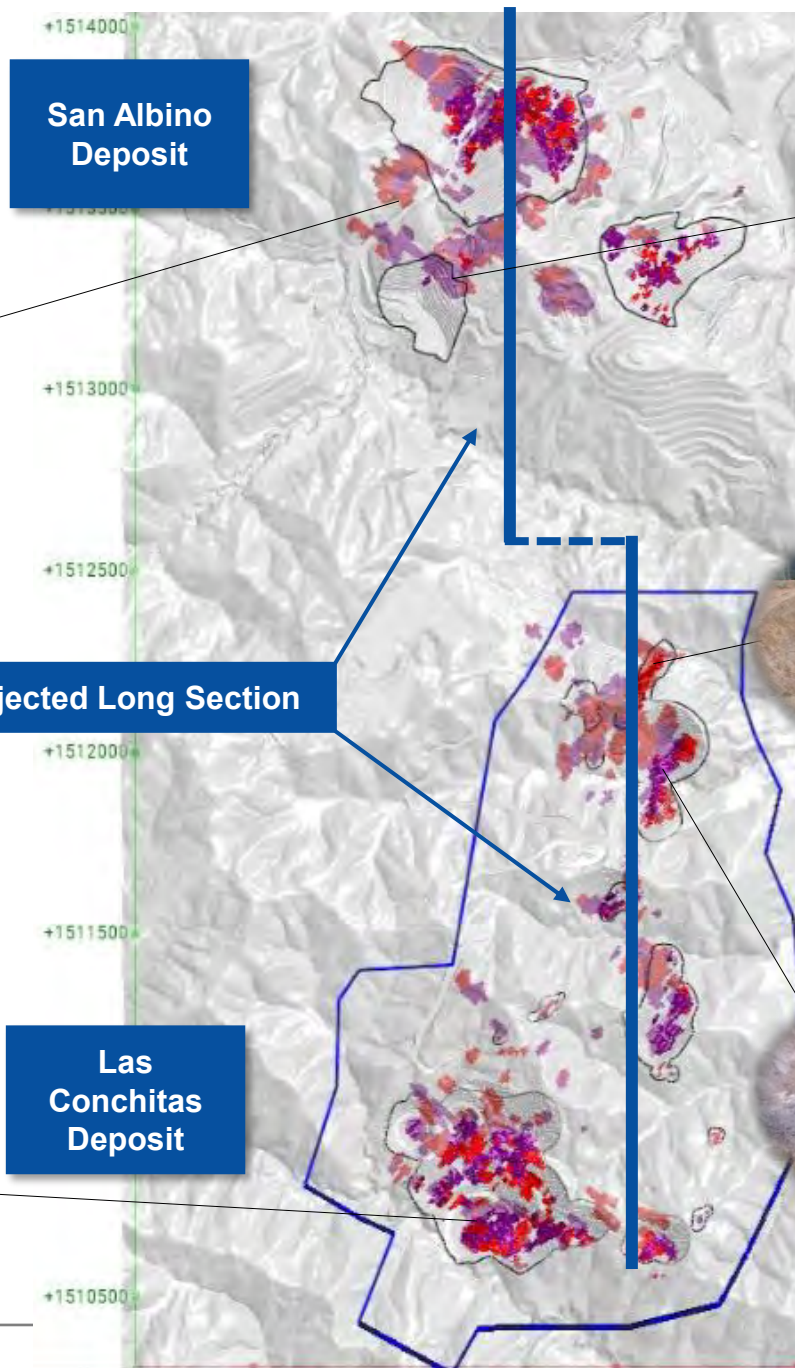 +1514000
San Albino
Deposit
+1513000
+1512500
jected Long Section
+1512000
+1511500
Las
Conchitas
Deposit
+1510500